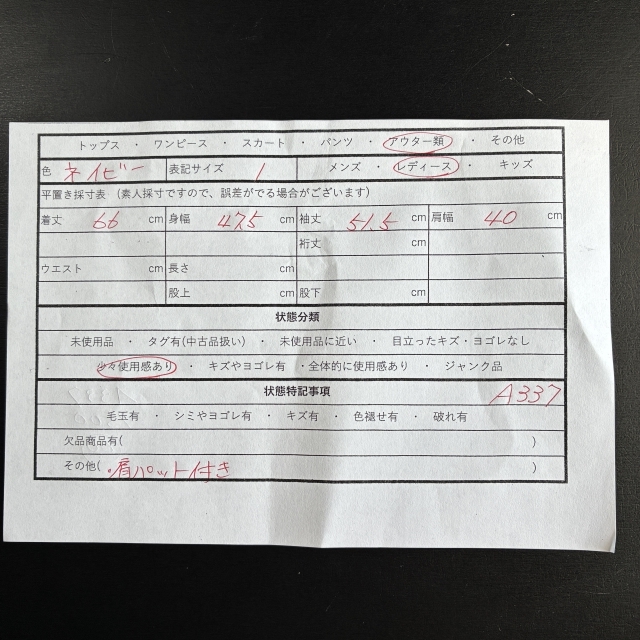 トップス ・ ワンピース ・ スカート ・ パンツ ・ アウター類 ・ その他
色 ネイビー 表記サイズ 1 メンズ ・ レディース ・ キッズ
平置き採寸表 (素人採寸ですので、誤差がでる場合がございます)
着丈 66 cm 身幅 47.5 cm 袖丈 51.5 cm 肩幅 40 cm
裄丈 cm
ウエスト cm 長さ cm
股上 cm 股下 cm
状態分類
未使用品 ・ タグ有(中古品扱い) ・ 未使用品に近い ・ 目立ったキズ・ヨゴレなし
少々使用感あり ・ キズやヨゴレ有 ・全体的に使用感あり ・ ジャンク品
状態特記事項 A337
毛玉有 ・ シミやヨゴレ有 ・ キズ有 ・ 色褪せ有 ・ 破れ有
欠品商品有( )
その他( ・肩パット付き )